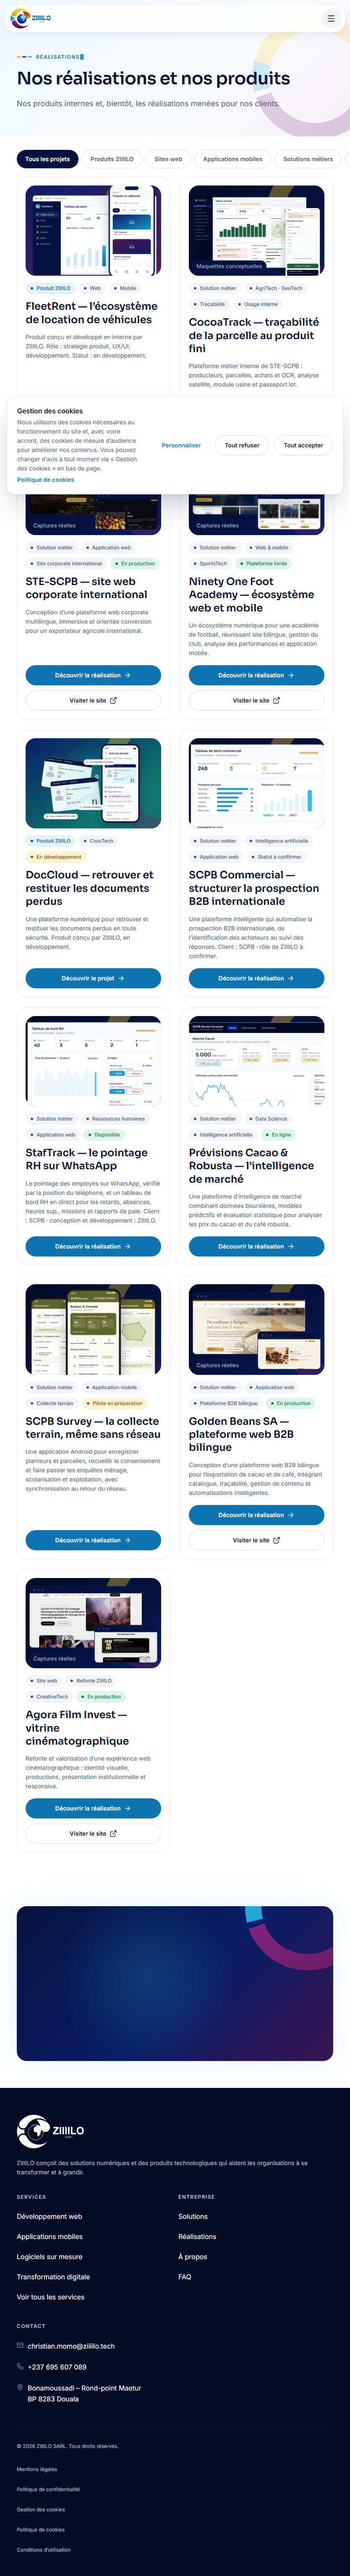 ZIIIILO
RÉALISATIONS
Nos réalisations et nos produits
Nos produits internes et, bientôt, les réalisations menées pour nos clients.
Tous les projets
Produits ZIIIILO
Sites web
Applications mobiles
Solutions métiers
Produit ZIIIILO
Web
Mobile
FleetRent — l’écosystème
de location de véhicules
Produit conçu et développé en interne par
ZIIIILO. Rôle : stratégie produit, UX/UI,
développement. Statut : en développement.
Maquettes conceptuelles
Solution métier
AgriTech · GeoTech
Traçabilité
Usage interne
CocoaTrack — traçabilité
de la parcelle au produit
fini
Plateforme métier interne de STE-SCPB :
producteurs, parcelles, achats et OCR, analyse
satellite, module usine et passeport lot.
Gestion des cookies
Nous utilisons des cookies nécessaires au
fonctionnement du site et, avec votre
accord, des cookies de mesure d’audience
pour améliorer nos contenus. Vous pouvez
changer d’avis à tout moment via « Gestion
des cookies » en bas de page.
Politique de cookies
Personnaliser
Tout refuser
Tout accepter
Captures réelles
Solution métier
Application web
Site corporate international
En production
STE-SCPB — site web
corporate international
Conception d’une plateforme web corporate
multilingue, immersive et orientée conversion
pour un exportateur agricole international.
Découvrir la réalisation
Visiter le site
Captures réelles
Solution métier
Web & mobile
SportsTech
Plateforme livrée
Ninety One Foot
Academy — écosystème
web et mobile
Un écosystème numérique pour une académie
de football, réunissant site bilingue, gestion du
club, analyse des performances et application
mobile.
Découvrir la réalisation
Visiter le site
Produit ZIIIILO
CivicTech
En développement
DocCloud — retrouver et
restituer les documents
perdus
Une plateforme numérique pour retrouver et
restituer les documents perdus en toute
sécurité. Produit conçu par ZIIIILO, en
développement.
Découvrir le projet
Tableau de bord commercial
248
3
12
7
Solution métier
Intelligence artificielle
Application web
Statut à confirmer
SCPB Commercial —
structurer la prospection
B2B internationale
Une plateforme intelligente qui automatise la
prospection B2B internationale, de
l’identification des acheteurs au suivi des
réponses. Client : SCPB · rôle de ZIIIILO à
confirmer.
Découvrir la réalisation
Tableau de bord RH
42
3
5
2
1
Solution métier
Ressources humaines
Application web
Disponible
StafTrack — le pointage
RH sur WhatsApp
Le pointage des employés sur WhatsApp, vérifié
par la position du téléphone, et un tableau de
bord RH en direct pour les retards, absences,
heures sup., missions et rapports de paie. Client
: SCPB · conception et développement : ZIIIILO.
Découvrir la réalisation
Marché Cacao
5 000
Solution métier
Data Science
Intelligence artificielle
En ligne
Prévisions Cacao &
Robusta — l’intelligence
de marché
Une plateforme d’intelligence de marché
combinant données boursières, modèles
prédictifs et évaluation statistique pour analyser
les prix du cacao et du café robusta.
Découvrir la réalisation
Solution métier
Application mobile
Collecte terrain
Pilote en préparation
SCPB Survey — la collecte
terrain, même sans réseau
Une application Android pour enregistrer
planteurs et parcelles, recueillir le consentement
et faire passer les enquêtes ménage,
scolarisation et exploitation, avec
synchronisation au retour du réseau.
Découvrir la réalisation
Captures réelles
Solution métier
Application web
Plateforme B2B bilingue
En production
Golden Beans SA —
plateforme web B2B
bilingue
Conception d’une plateforme web B2B bilingue
pour l’exportation de cacao et de café, intégrant
catalogue, traçabilité, gestion de contenu et
automatisations intelligentes.
Découvrir la réalisation
Visiter le site
Captures réelles
Site web
Refonte ZIIIILO
CreativeTech
En production
Agora Film Invest —
vitrine
cinématographique
Refonte et valorisation d’une expérience web
cinématographique : identité visuelle,
productions, présentation institutionnelle et
responsive.
Découvrir la réalisation
Visiter le site
ZIIIILO
ZIIIILO conçoit des solutions numériques et des produits technologiques qui aident les organisations à se
transformer et à grandir.
SERVICES
Développement web
Applications mobiles
Logiciels sur mesure
Transformation digitale
Voir tous les services
ENTREPRISE
Solutions
Réalisations
À propos
FAQ
CONTACT
christian.momo@ziiiilo.tech
+237 695 607 089
Bonamoussadi – Rond-point Maetur
BP 8283 Douala
© 2026 ZIIIILO SARL. Tous droits réservés.
Mentions légales
Politique de confidentialité
Gestion des cookies
Politique de cookies
Conditions d’utilisation